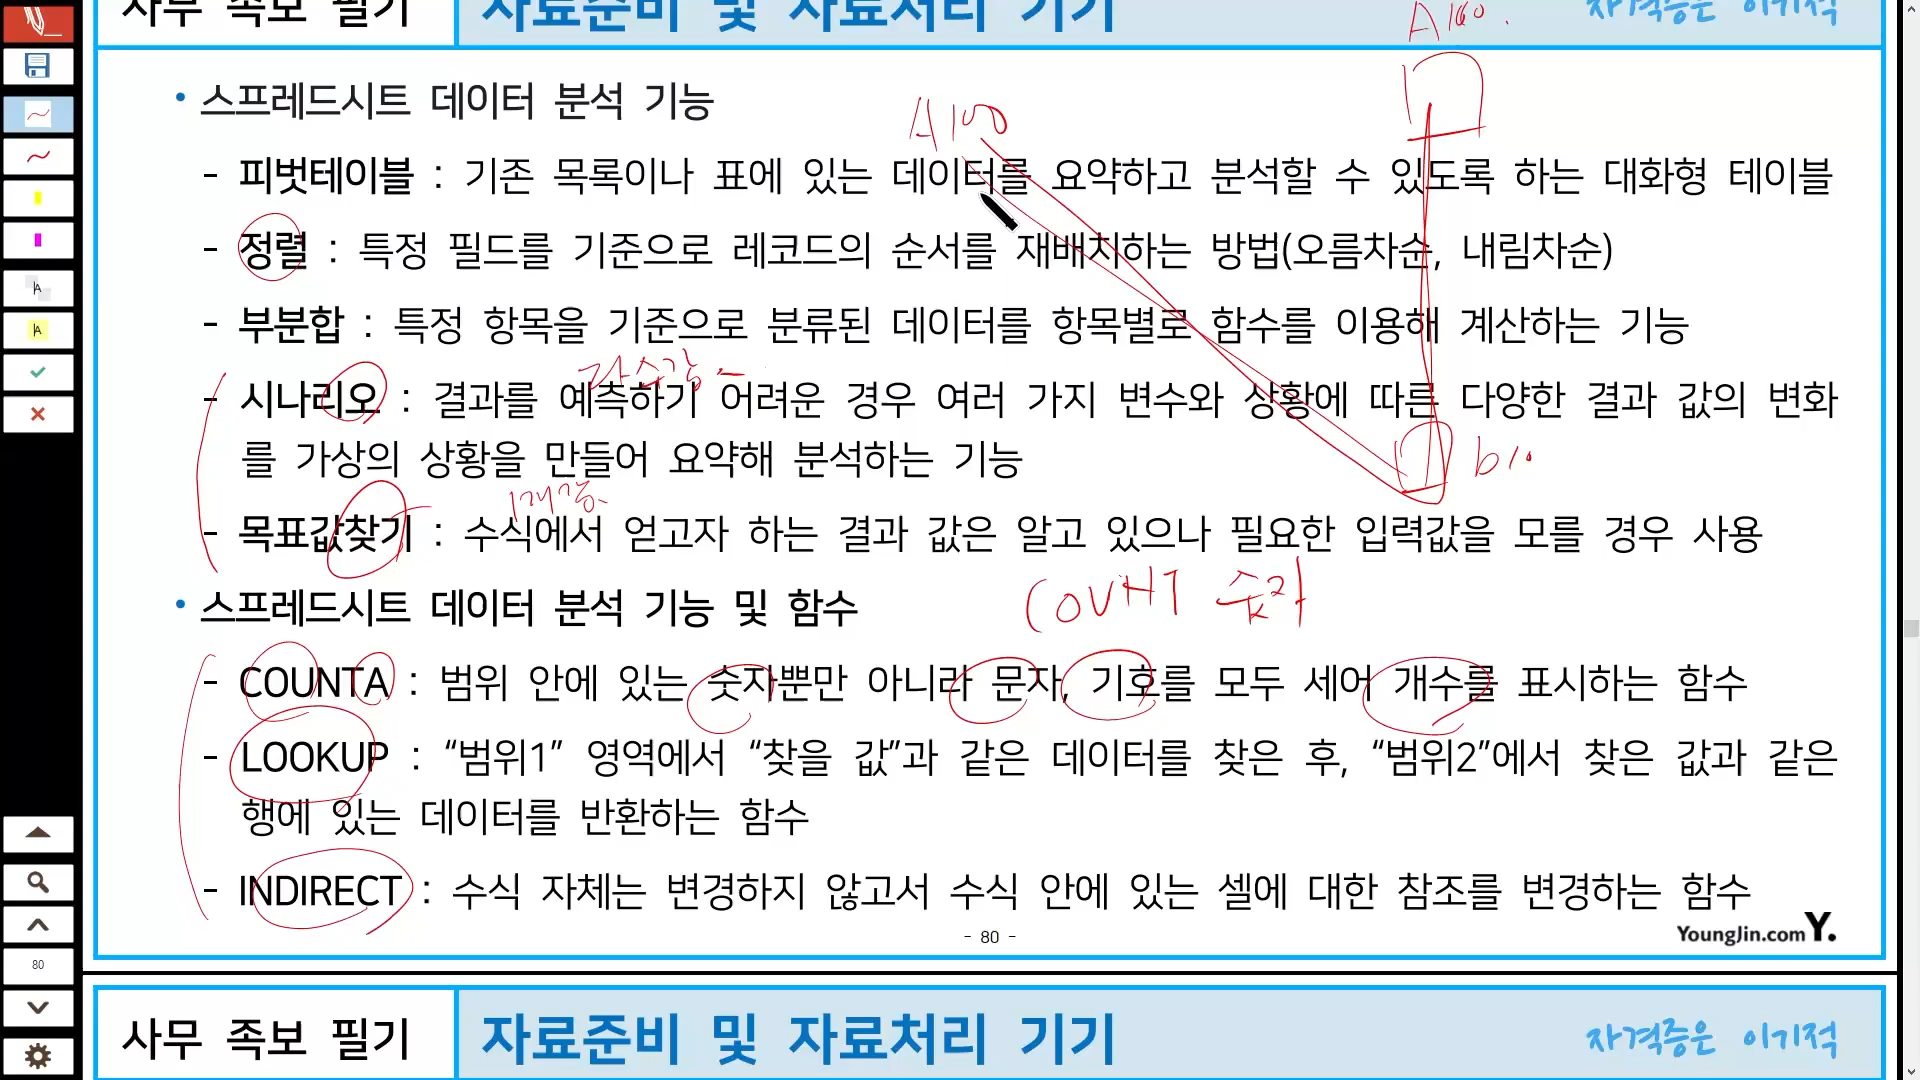 사무 족보 필기 자료준비 및 자료처리 기기 자격증은 이기적
A 100
• 스프레드시트 데이터 분석 기능
A100
- 피벗테이블 : 기존 목록이나 표에 있는 데이터를 요약하고 분석할 수 있도록 하는 대화형 테이블
- 정렬 : 특정 필드를 기준으로 레코드의 순서를 재배치하는 방법(오름차순, 내림차순)
- 부분합 : 특정 항목을 기준으로 분류된 데이터를 항목별로 함수를 이용해 계산하는 기능
- 시나리오 : 결과를 예측하기 어려운 경우 여러 가지 변수와 상황에 따른 다양한 결과 값의 변화
를 가상의 상황을 만들어 요약해 분석하는 기능
- 목표값찾기 : 수식에서 얻고자 하는 결과 값은 알고 있으나 필요한 입력값을 모를 경우 사용
• 스프레드시트 데이터 분석 기능 및 함수
COUNT 숫자
- COUNTA : 범위 안에 있는 숫자뿐만 아니라 문자, 기호를 모두 세어 개수를 표시하는 함수
- LOOKUP : “범위1” 영역에서 “찾을 값”과 같은 데이터를 찾은 후, “범위2”에서 찾은 값과 같은
행에 있는 데이터를 반환하는 함수
- INDIRECT : 수식 자체는 변경하지 않고서 수식 안에 있는 셀에 대한 참조를 변경하는 함수
- 80 -
YoungJin.com Y.
80
사무 족보 필기 자료준비 및 자료처리 기기 자격증은 이기적